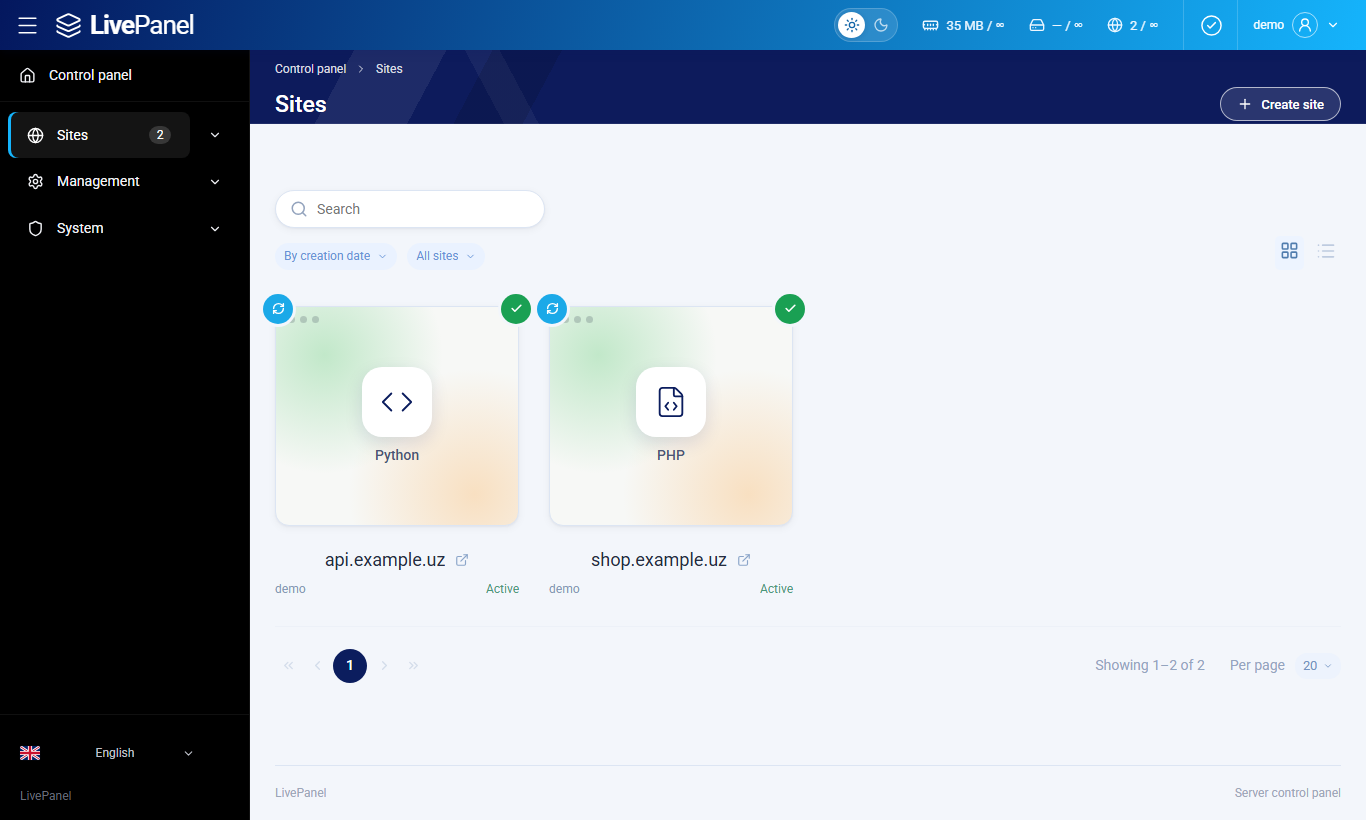 LivePanel
35 MB / ∞
— / ∞
2 / ∞
demo
Control panel
Sites
2
Management
System
English
LivePanel
Control panel > Sites
Sites
+ Create site
Search
By creation date
All sites
Python
PHP
api.example.uz
shop.example.uz
demo
Active
demo
Active
« ‹ 1 › »
Showing 1–2 of 2
Per page 20
LivePanel
Server control panel